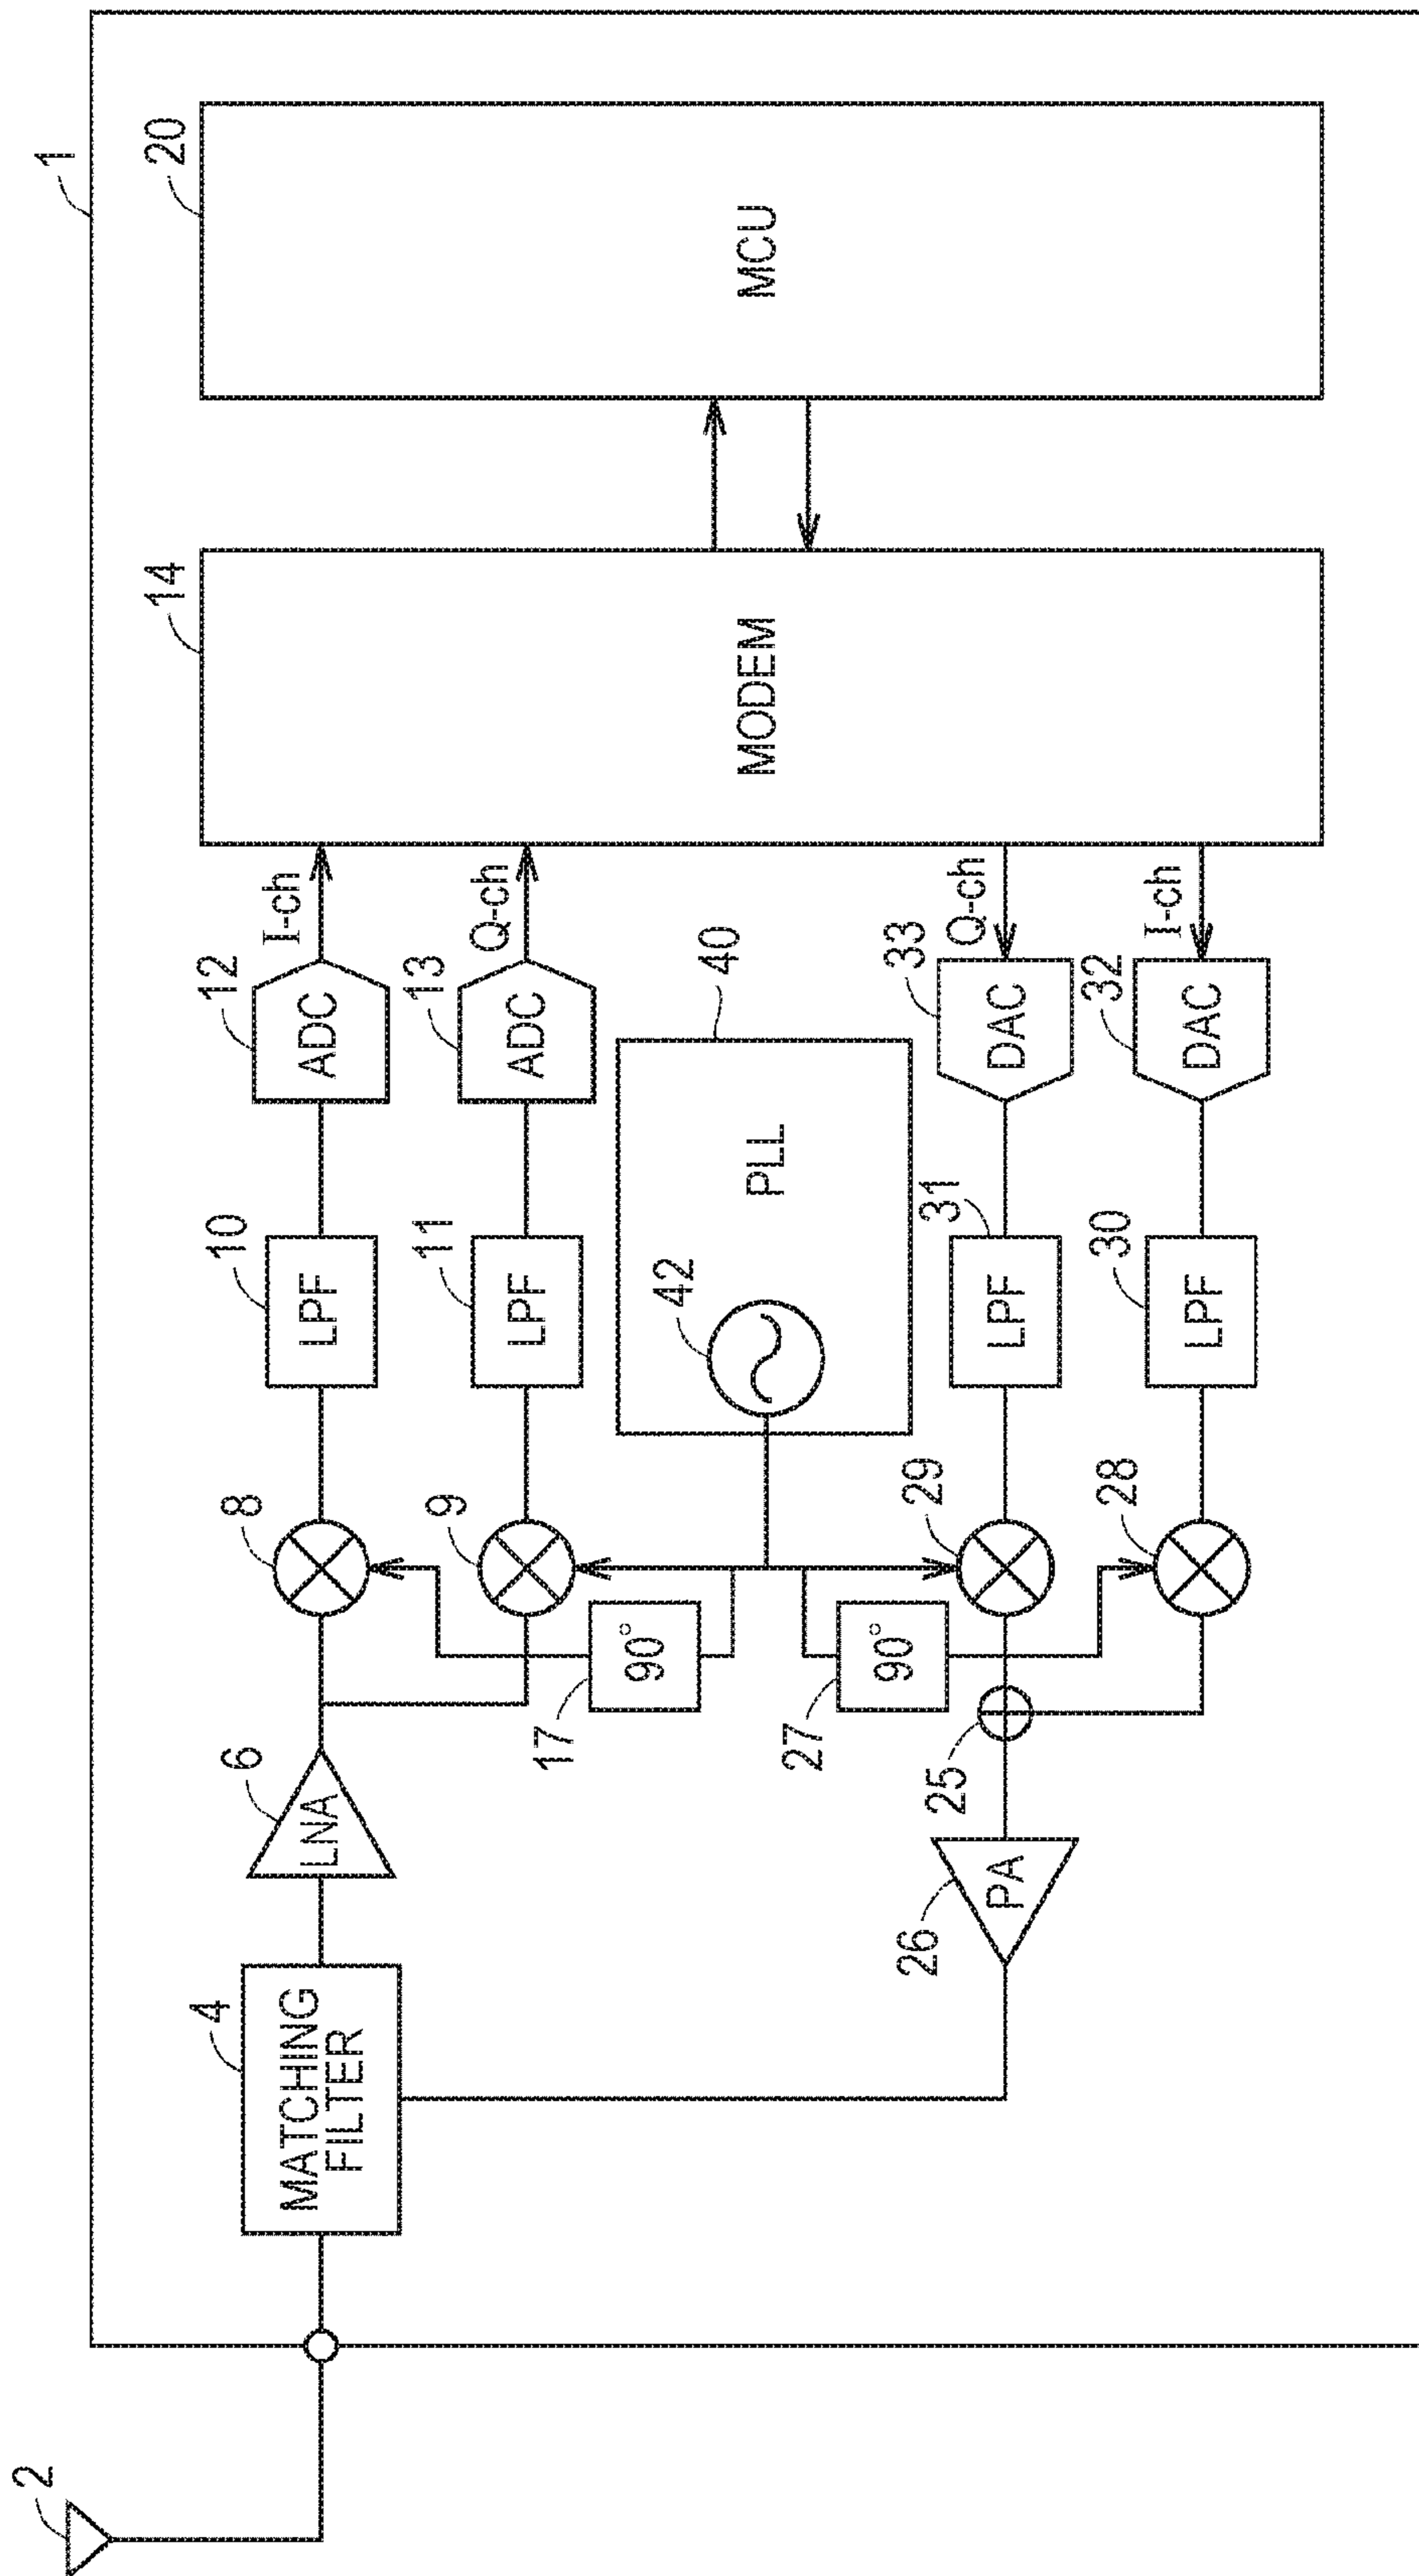 1
2
4
MATCHING
FILTER
6
LNA
8
9
10
LPF
11
LPF
12
ADC
I-ch
13
ADC
Q-ch
14
MODEM
20
MCU
17
90°
27
90°
42
40
PLL
26
PA
25
29
31
LPF
33
DAC
Q-ch
28
30
LPF
32
DAC
I-ch